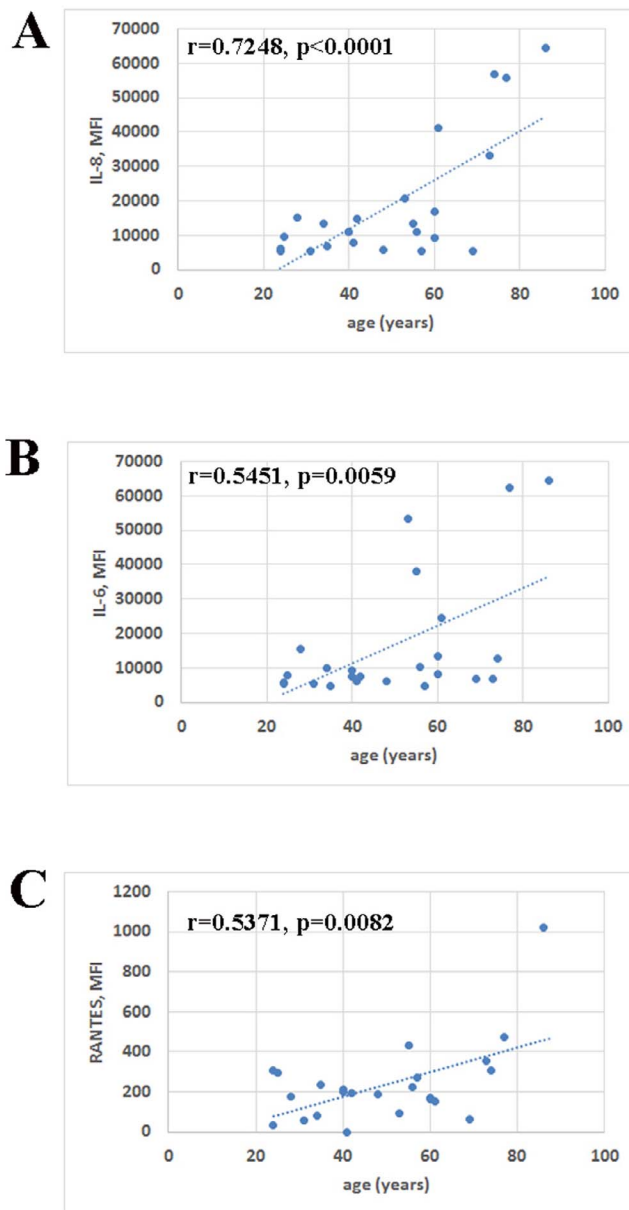 A
r=0.7248, p<0.0001
70000
60000
50000
40000
30000
20000
10000
0
IL-8, MFI
0 20 40 60 80 100
age (years)
B
r=0.5451, p=0.0059
70000
60000
50000
40000
30000
20000
10000
0
IL-6, MFI
0 20 40 60 80 100
age (years)
C
r=0.5371, p=0.0082
1200
1000
800
600
400
200
0
RANTES, MFI
0 20 40 60 80 100
age (years)